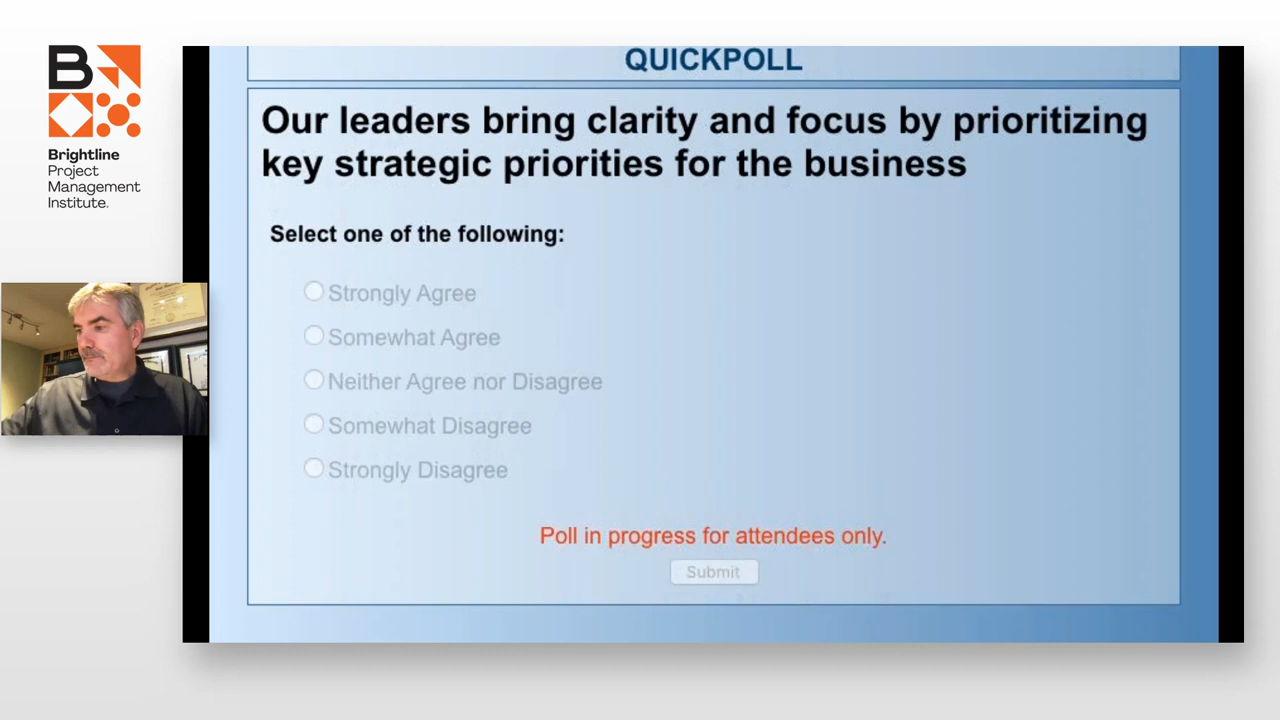 B
Brightline
Project
Management
Institute.
QUICKPOLL
Our leaders bring clarity and focus by prioritizing
key strategic priorities for the business
Select one of the following:
Strongly Agree
Somewhat Agree
Neither Agree nor Disagree
Somewhat Disagree
Strongly Disagree
Poll in progress for attendees only.
Submit